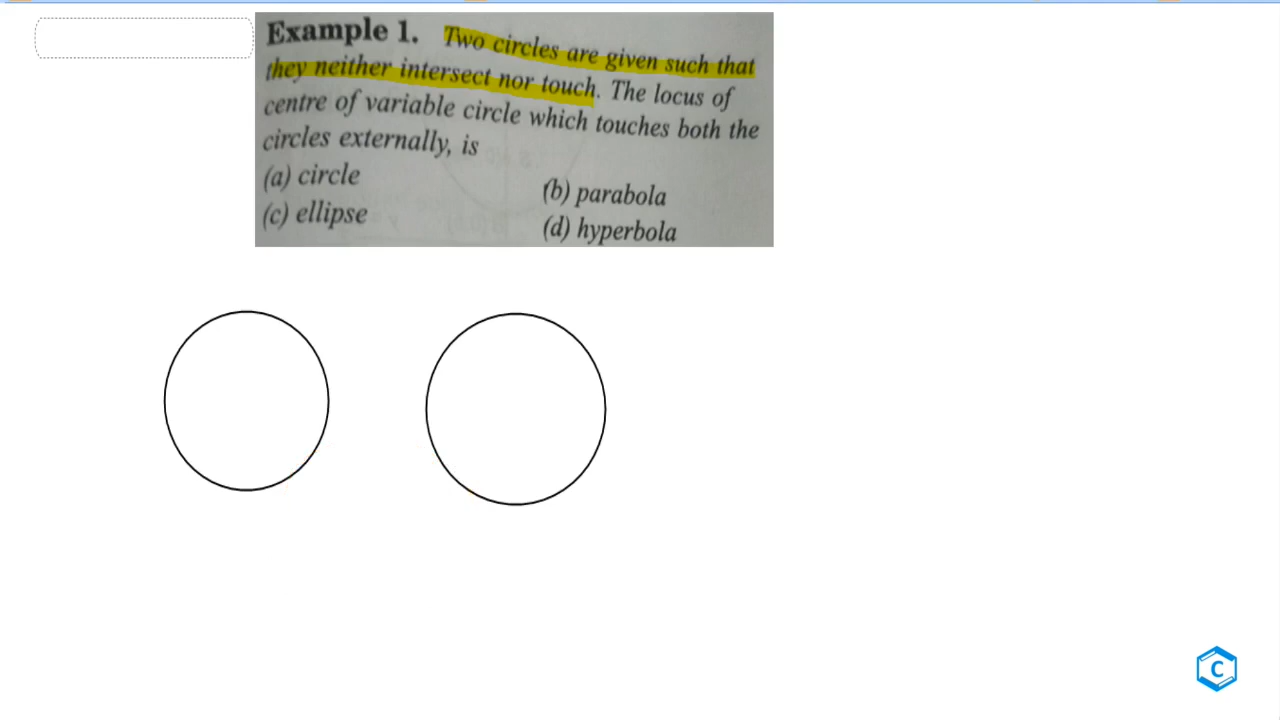 Example 1. Two circles are given such that
they neither intersect nor touch. The locus of
centre of variable circle which touches both the
circles externally, is
(a) circle
(b) parabola
(c) ellipse
(d) hyperbola
C